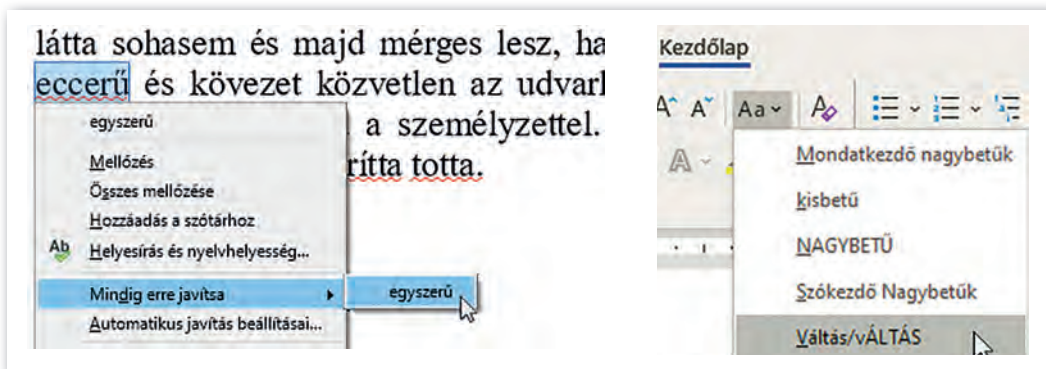 látta sohasem és majd mérges lesz, ha
eccerű és kövezet közvetlen az udvarl
a személyzettel.
rítta totta.
egyszerű
Mellőzés
Összes mellőzése
Hozzáadás a szótárhoz
Helyesírás és nyelvhelyesség...
Mindig erre javítsa
egyszerű
Automatikus javítás beállításai...
Kezdőlap
A A Aa A
A
Mondatkezdő nagybetűk
kisbetű
NAGYBETŰ
Szókezdő Nagybetűk
Váltás/vÁLTÁS